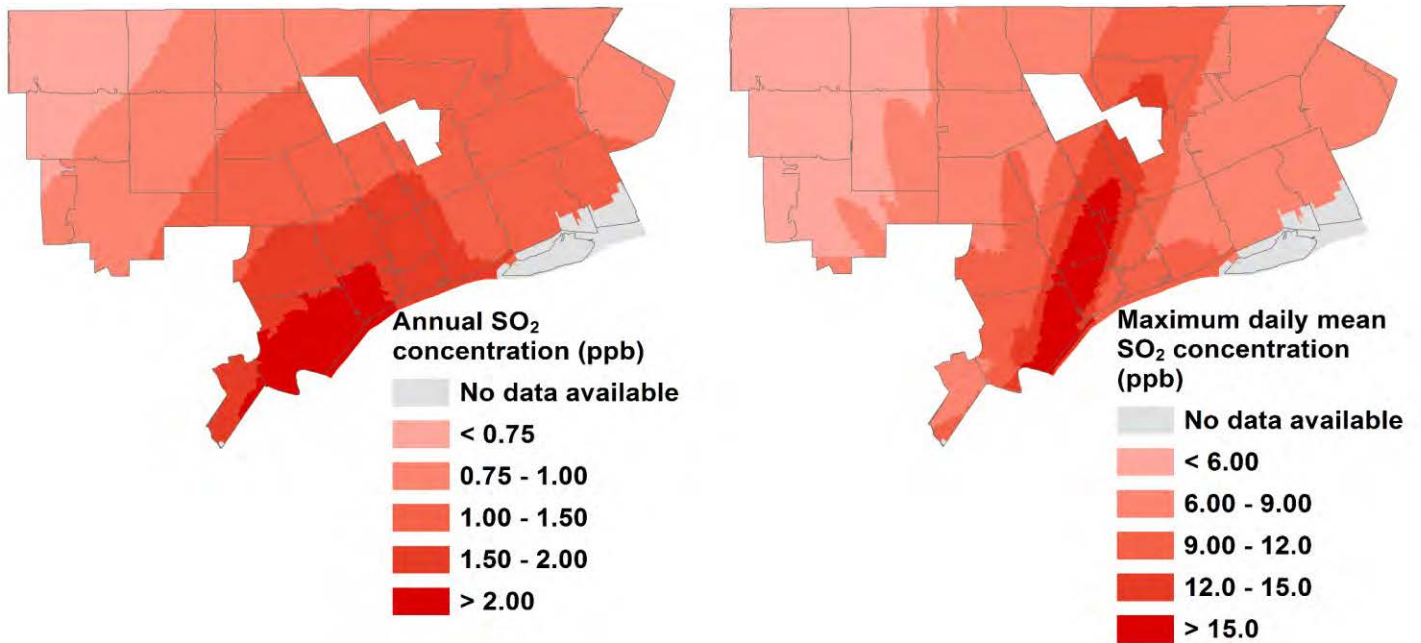 Annual SO₂
concentration (ppb)
No data available
< 0.75
0.75 - 1.00
1.00 - 1.50
1.50 - 2.00
> 2.00
Maximum daily mean
SO₂ concentration
(ppb)
No data available
< 6.00
6.00 - 9.00
9.00 - 12.0
12.0 - 15.0
> 15.0